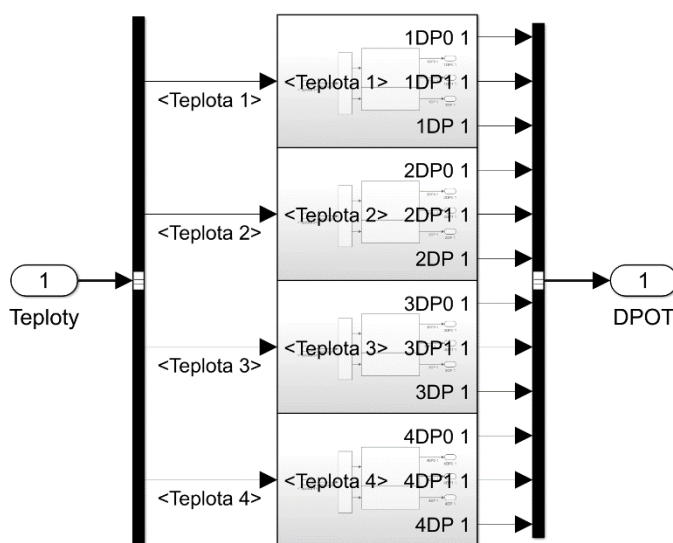 1DP0 1
<Teplota 1>
<Teplota 1>
1DP1 1
1DP 1
2DP0 1
<Teplota 2>
<Teplota 2>
2DP1 1
2DP 1
1
Teploty
1
DPOT
3DP0 1
<Teplota 3>
<Teplota 3>
3DP1 1
3DP 1
4DP0 1
<Teplota 4>
<Teplota 4>
4DP1 1
4DP 1